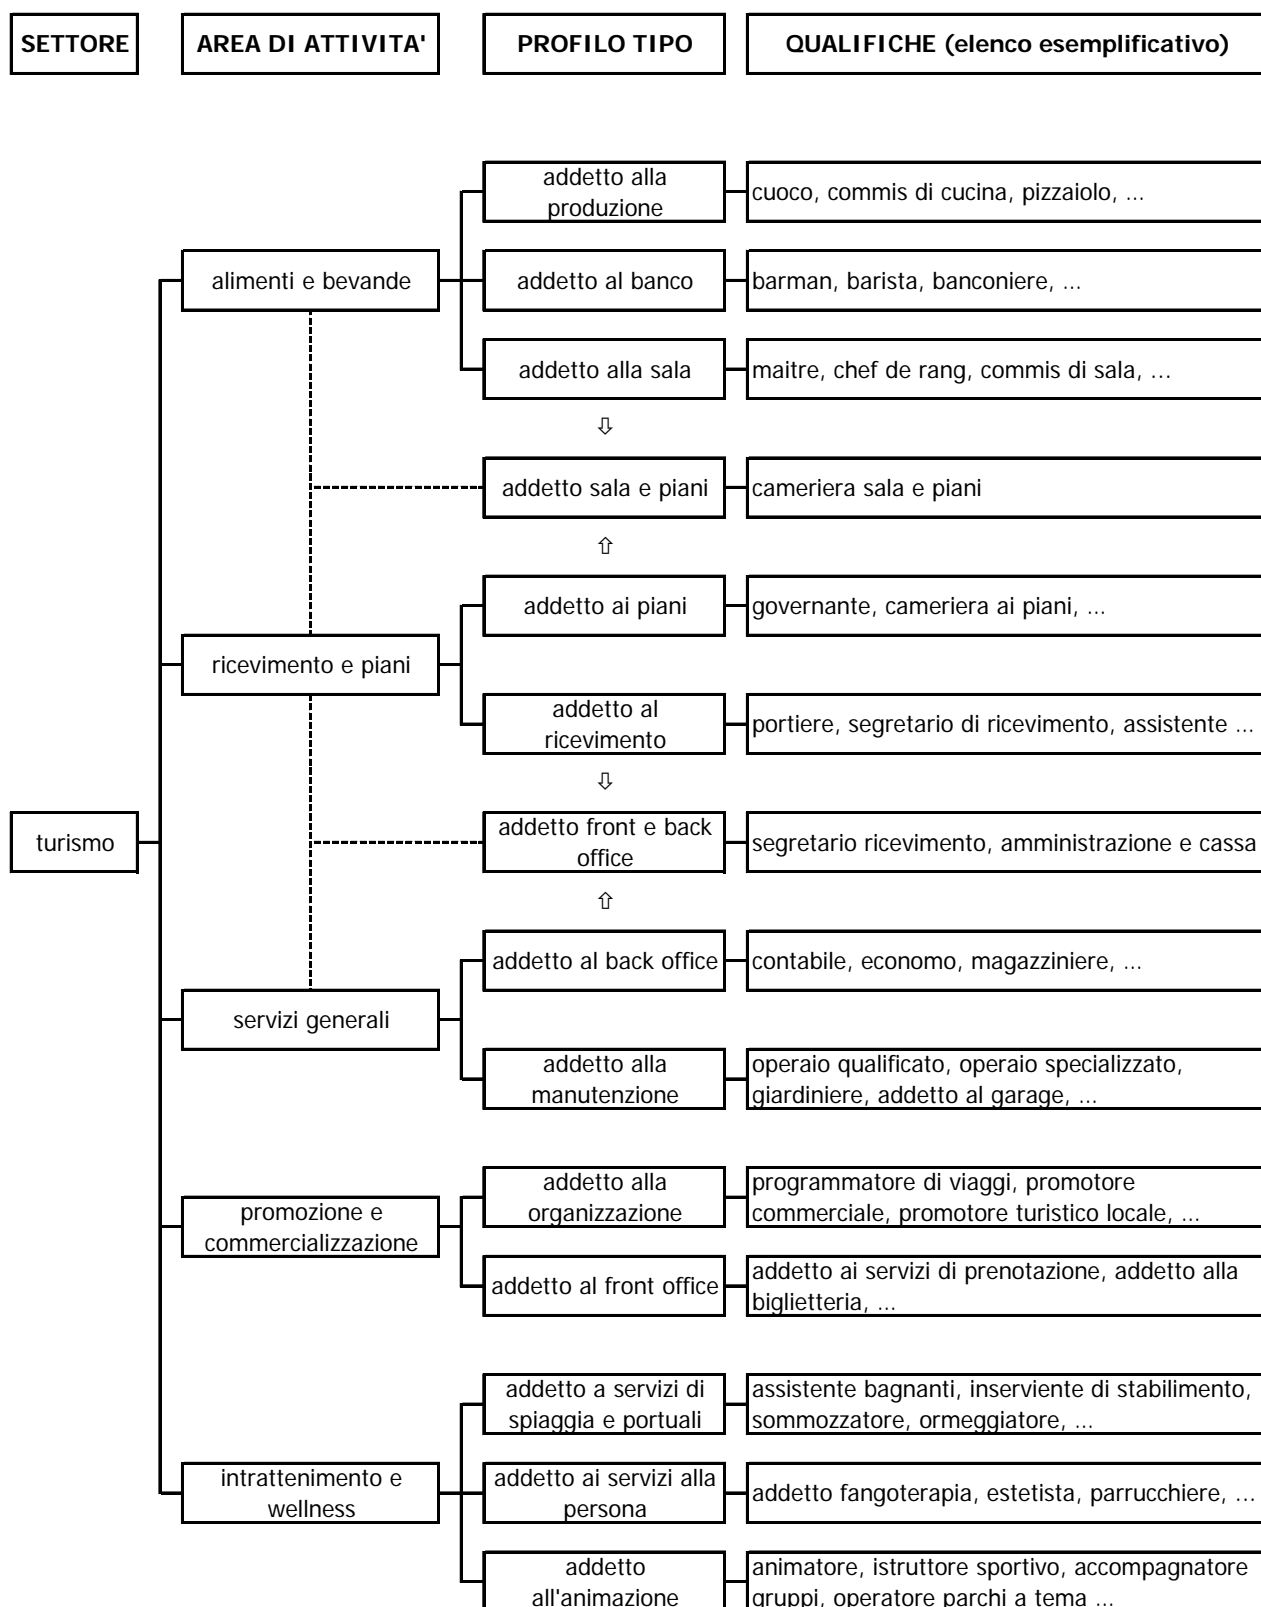 SETTORE
AREA DI ATTIVITA'
PROFILO TIPO
QUALIFICHE (elenco esemplificativo)
addetto alla
produzione
cuoco, commis di cucina, pizzaiolo, ...
alimenti e bevande
addetto al banco
barman, barista, banconiere, ...
addetto alla sala
maitre, chef de rang, commis di sala, ...
⇩
addetto sala e piani
cameriera sala e piani
⇧
addetto ai piani
governante, cameriera ai piani, ...
ricevimento e piani
addetto al
ricevimento
portiere, segretario di ricevimento, assistente ...
⇩
turismo
addetto front e back
office
segretario ricevimento, amministrazione e cassa
⇧
addetto al back office
contabile, economo, magazziniere, ...
servizi generali
addetto alla
manutenzione
operaio qualificato, operaio specializzato,
giardiniere, addetto al garage, ...
promozione e
commercializzazione
addetto alla
organizzazione
programmatore di viaggi, promotore
commerciale, promotore turistico locale, ...
addetto al front office
addetto ai servizi di prenotazione, addetto alla
biglietteria, ...
addetto a servizi di
spiaggia e portuali
assistente bagnanti, inserviente di stabilimento,
sommozzatore, ormeggiatore, ...
intrattenimento e
wellness
addetto ai servizi alla
persona
addetto fangoterapia, estetista, parrucchiere, ...
addetto
all'animazione
animatore, istruttore sportivo, accompagnatore
gruppi, operatore parchi a tema ...